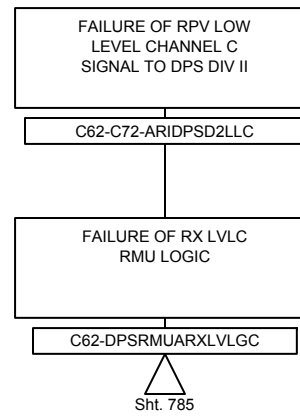 FAILURE OF RPV LOW
LEVEL CHANNEL C
SIGNAL TO DPS DIV II
C62-C72-ARIDPSD2LLC
FAILURE OF RX LVLC
RMU LOGIC
C62-DPSRMUARXLVLGC
Sht. 785